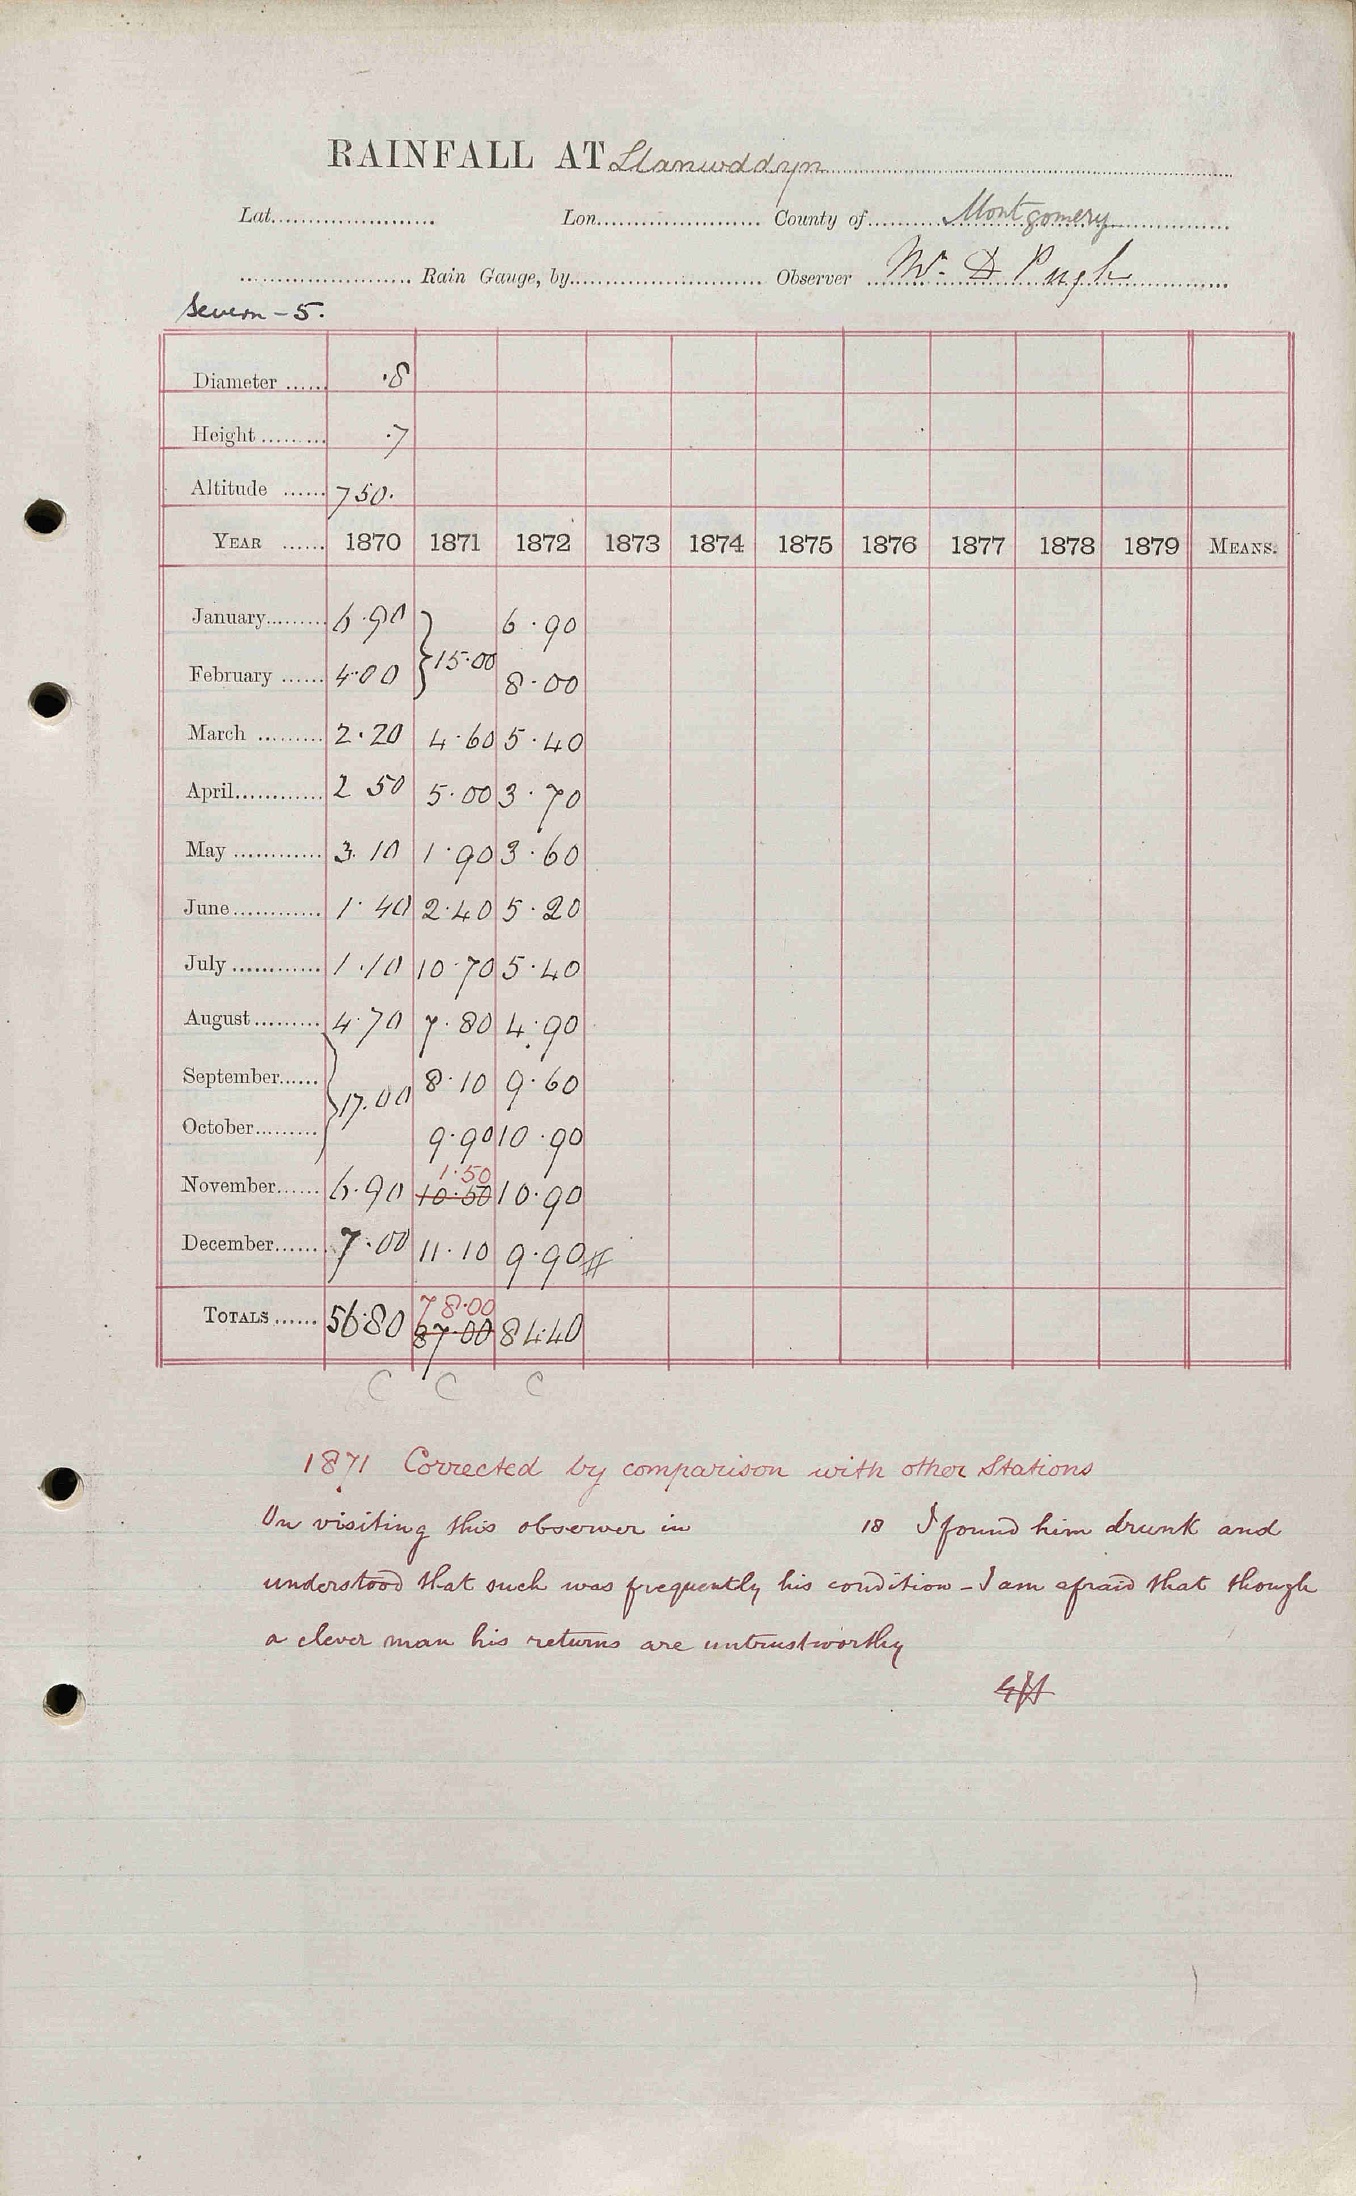 RAINFALL AT Llanwddyn
Lat. Lon. County of Montgomery
Rain Gauge, by Observer Mr. D Pugh
Severn - 5.
Diameter ·8
Height ·7
Altitude 750.
YEAR 1870 1871 1872 1873 1874 1875 1876 1877 1878 1879 MEANS.
January 6·90 } 6·90
February 4·00 15·00 8·00
March 2·20 4·60 5·40
April 2 50 5·00 3·70
May 3·10 1·90 3·60
June 1·40 2·40 5·20
July 1·10 10·70 5·40
August 4·70 7·80 4·90
September } 8·10 9·60
17·00
October 9·90 10·90
1·50
November 6·90 10·50 10·90
December 7·00 11·10 9·90
78·00
TOTALS 56·80 87·00 84·40
C C C
1871 Corrected by comparison with other Stations
On visiting this observer in 18 I found him drunk and
understood that such was frequently his condition - I am afraid that though
a clever man his returns are untrustworthy